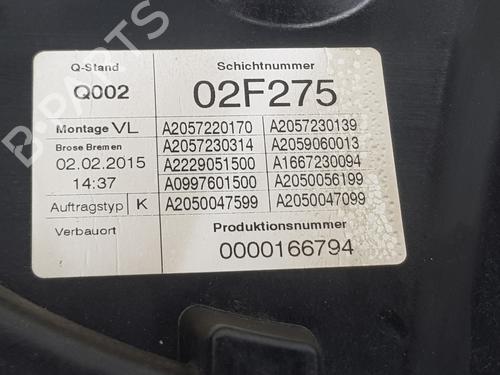 Q-Stand Schichtnummer
Q002 02F275
Montage VL A2057220170 A2057230139
Brose Bremen A2057230314 A2059060013
02.02.2015 A2229051500 A1667230094
14:37 A0997601500 A2050056199
Auftragstyp K A2050047599 A2050047099
Verbauort Produktionsnummer
0000166794
B-PARTS